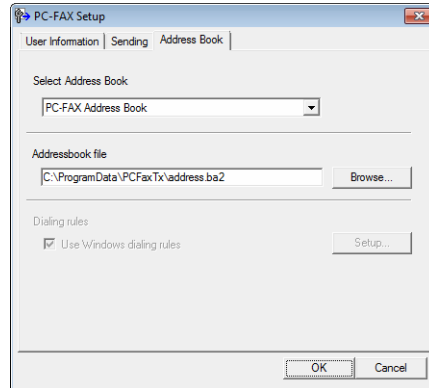 PC-FAX Setup
User Information Sending Address Book
Select Address Book
PC-FAX Address Book
Addressbook file
C:\ProgramData\PCFaxTx\address.ba2 Browse...
Dialing rules
Use Windows dialing rules Setup...
OK Cancel